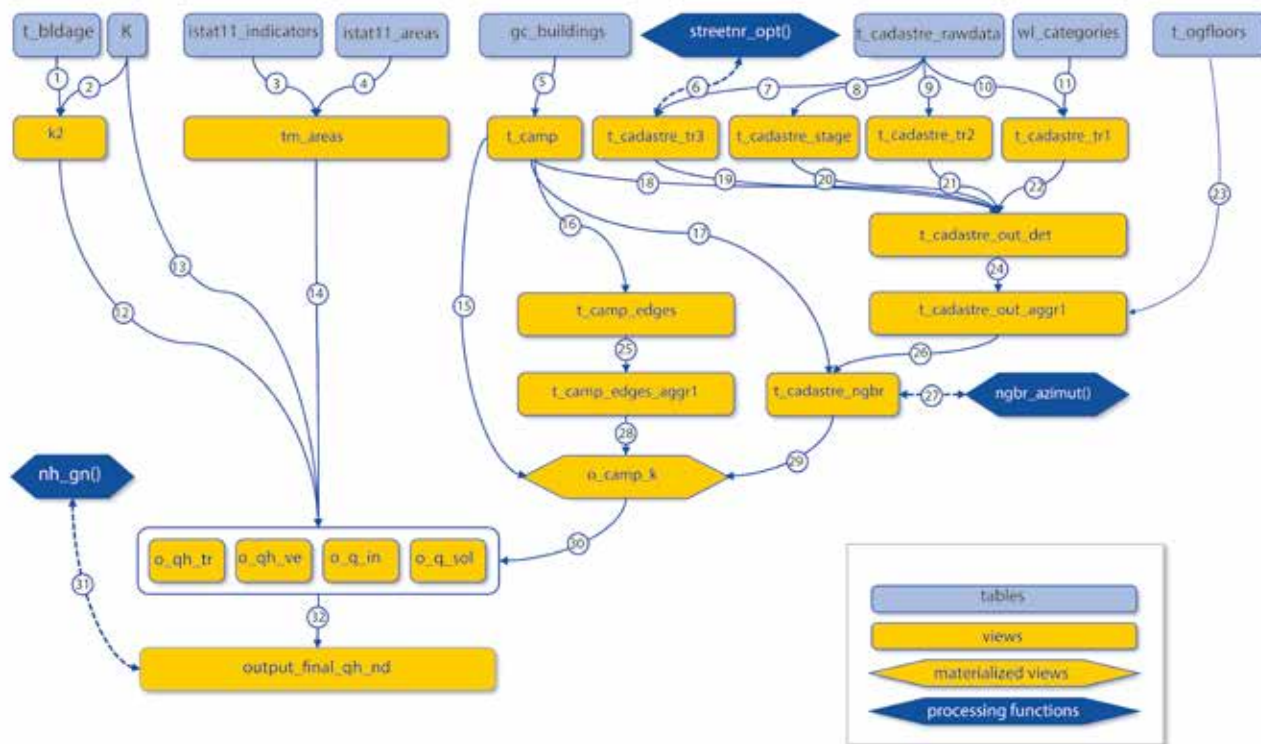 t_bldage
K
istat11_indicators
istat11_areas
gc_buildings
streetnr_opt()
t_cadastre_rawdata
wl_categories
t_ogfloors
1
2
3
4
5
6
7
8
9
10
11
k2
tm_areas
t_camp
t_cadastre_tr3
t_cadastre_stage
t_cadastre_tr2
t_cadastre_tr1
18
19
20
21
22
23
16
17
t_cadastre_out_det
13
14
24
12
15
t_camp_edges
t_cadastre_out_aggr1
25
26
t_camp_edges_aggr1
t_cadastre_ngbr
27
ngbr_azimut()
28
29
nh_gn()
o_camp_k
30
o_qh_tr
o_qh_ve
o_q_in
o_q_sol
31
32
output_final_qh_nd
tables
views
materialized views
processing functions